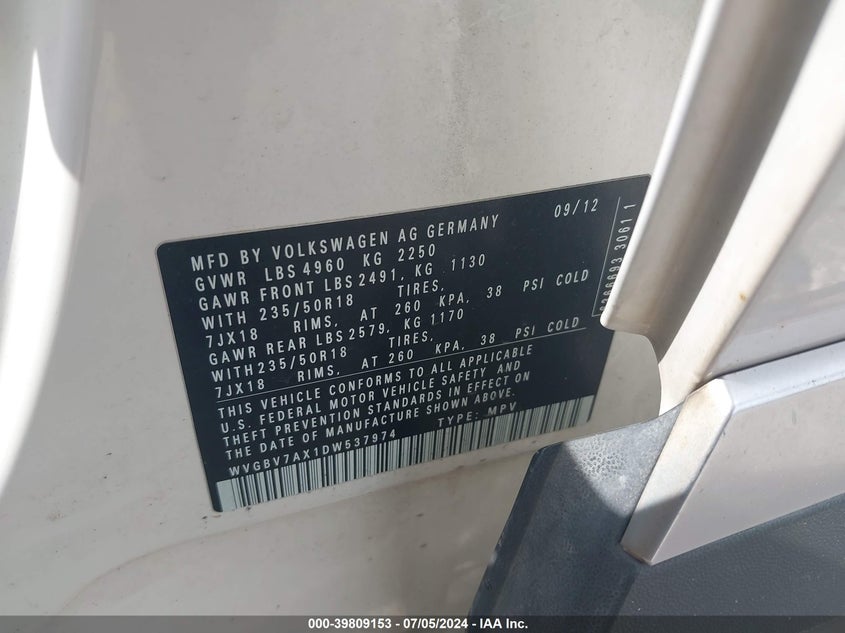 MFD BY VOLKSWAGEN AG GERMANY 09/12
GVWR LBS 4960 KG 2250
GAWR FRONT LBS 2491, KG 1130
WITH 235/50R18 TIRES,
7JX18 RIMS, AT 260 KPA, 38 PSI COLD
GAWR REAR LBS 2579, KG 1170
WITH235/50R18 TIRES,
7JX18 RIMS, AT 260 KPA, 38 PSI COLD
THIS VEHICLE CONFORMS TO ALL APPLICABLE
U.S. FEDERAL MOTOR VEHICLE SAFETY AND
THEFT PREVENTION STANDARDS IN EFFECT ON
THE DATE OF MANUFACTURE SHOWN ABOVE.
WVGBV7AX1DW537974 TYPE: MPV
30611
000-39809153 - 07/05/2024 - IAA Inc.